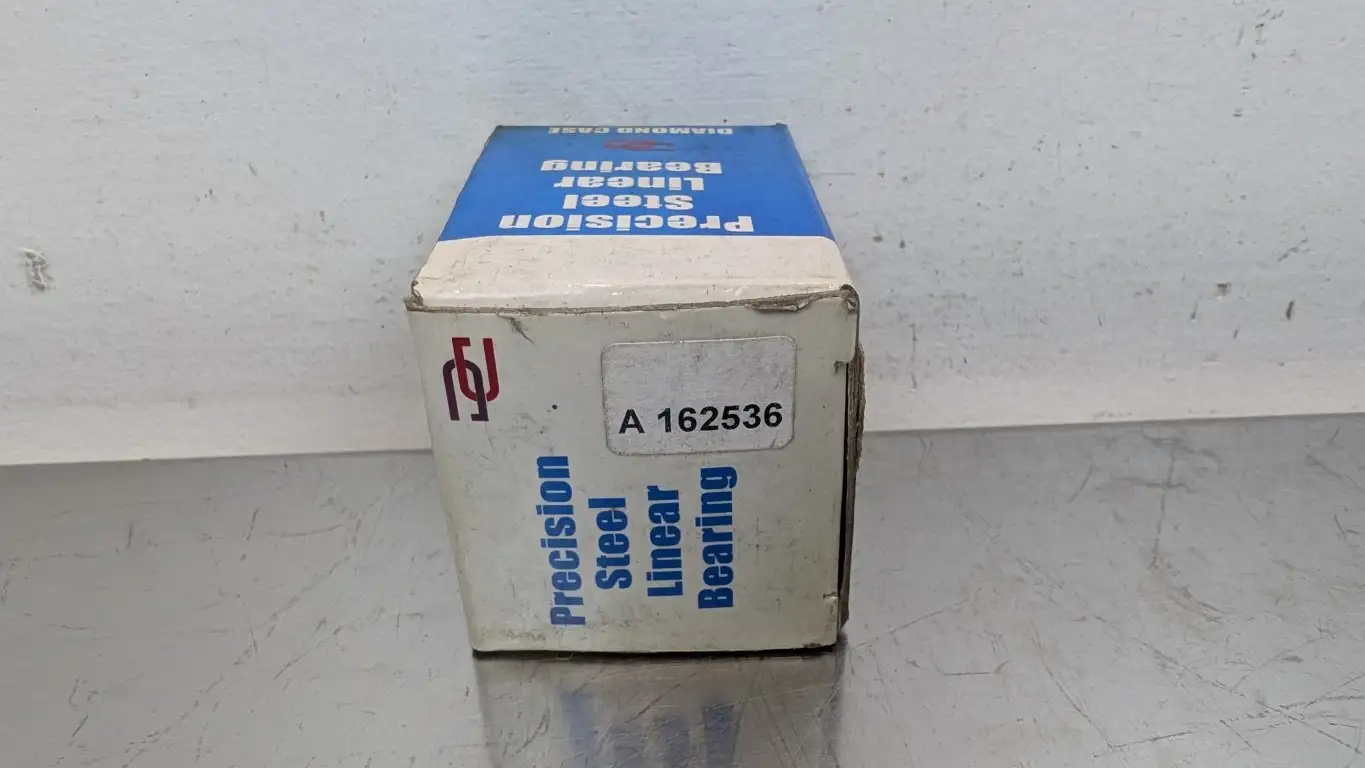 Precision
Steel
Linear
Bearing
DIAMOND CASE
A 162536
Precision
Steel
Linear
Bearing